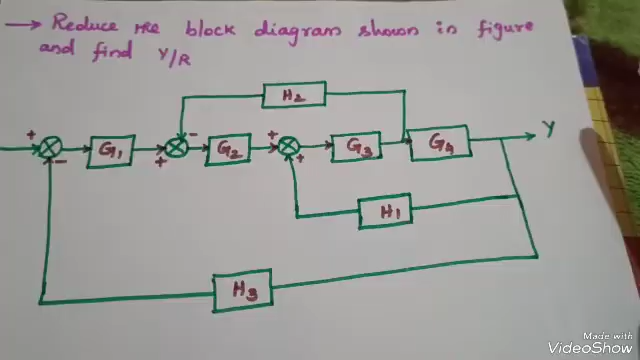 → Reduce the block diagram shown in figure
and find Y/R
H2
+ - + +
G1 G2 G3 G4 Y
- + +
H1
H3
Made with
VideoShow